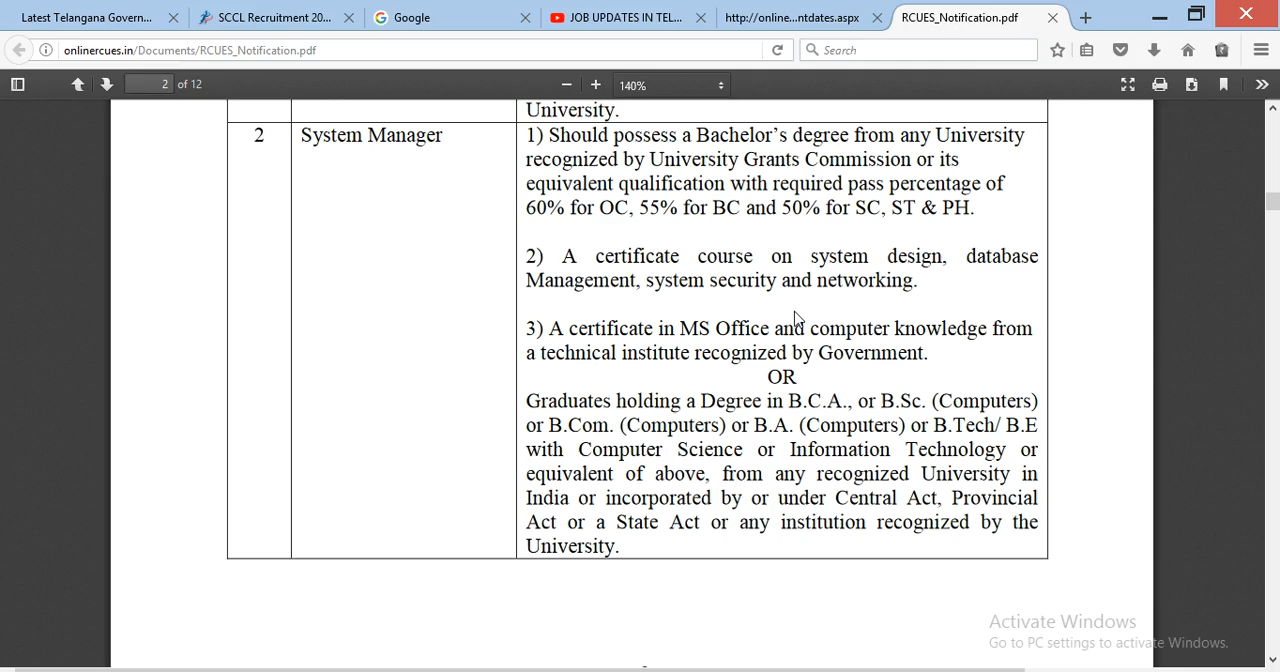 Latest Telangana Govern...
SCCL Recruitment 20...
Google
JOB UPDATES IN TEL...
http://online...ntdates.aspx
RCUES_Notification.pdf
onlinercues.in/Documents/RCUES_Notification.pdf
Search
2 of 12
140%
University.
2
System Manager
1) Should possess a Bachelor's degree from any University
recognized by University Grants Commission or its
equivalent qualification with required pass percentage of
60% for OC, 55% for BC and 50% for SC, ST & PH.
2) A certificate course on system design, database
Management, system security and networking.
3) A certificate in MS Office and computer knowledge from
a technical institute recognized by Government.
OR
Graduates holding a Degree in B.C.A., or B.Sc. (Computers)
or B.Com. (Computers) or B.A. (Computers) or B.Tech/ B.E
with Computer Science or Information Technology or
equivalent of above, from any recognized University in
India or incorporated by or under Central Act, Provincial
Act or a State Act or any institution recognized by the
University.
Activate Windows
Go to PC settings to activate Windows.